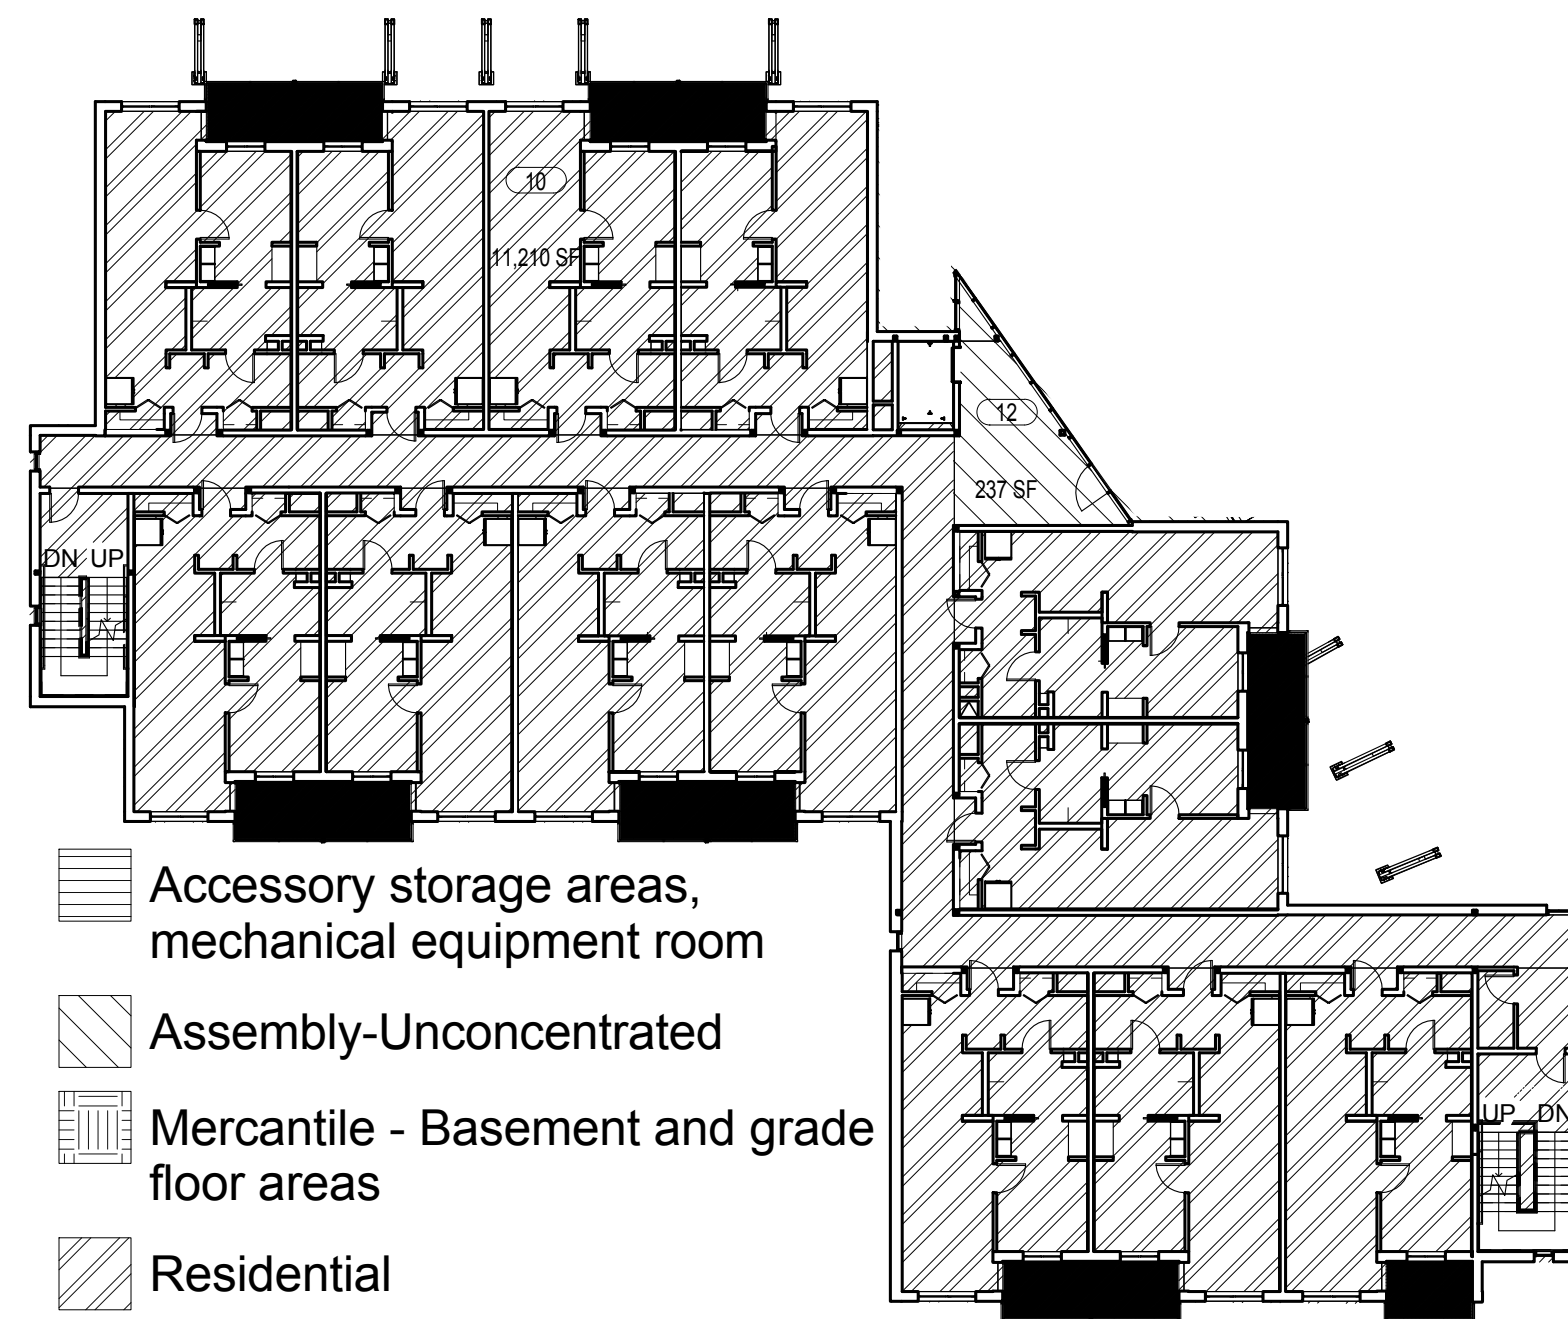 10
11,210 SF
12
237 SF
DN UP
Accessory storage areas,
mechanical equipment room
Assembly-Unconcentrated
Mercantile - Basement and grade
floor areas
UP DN
Residential